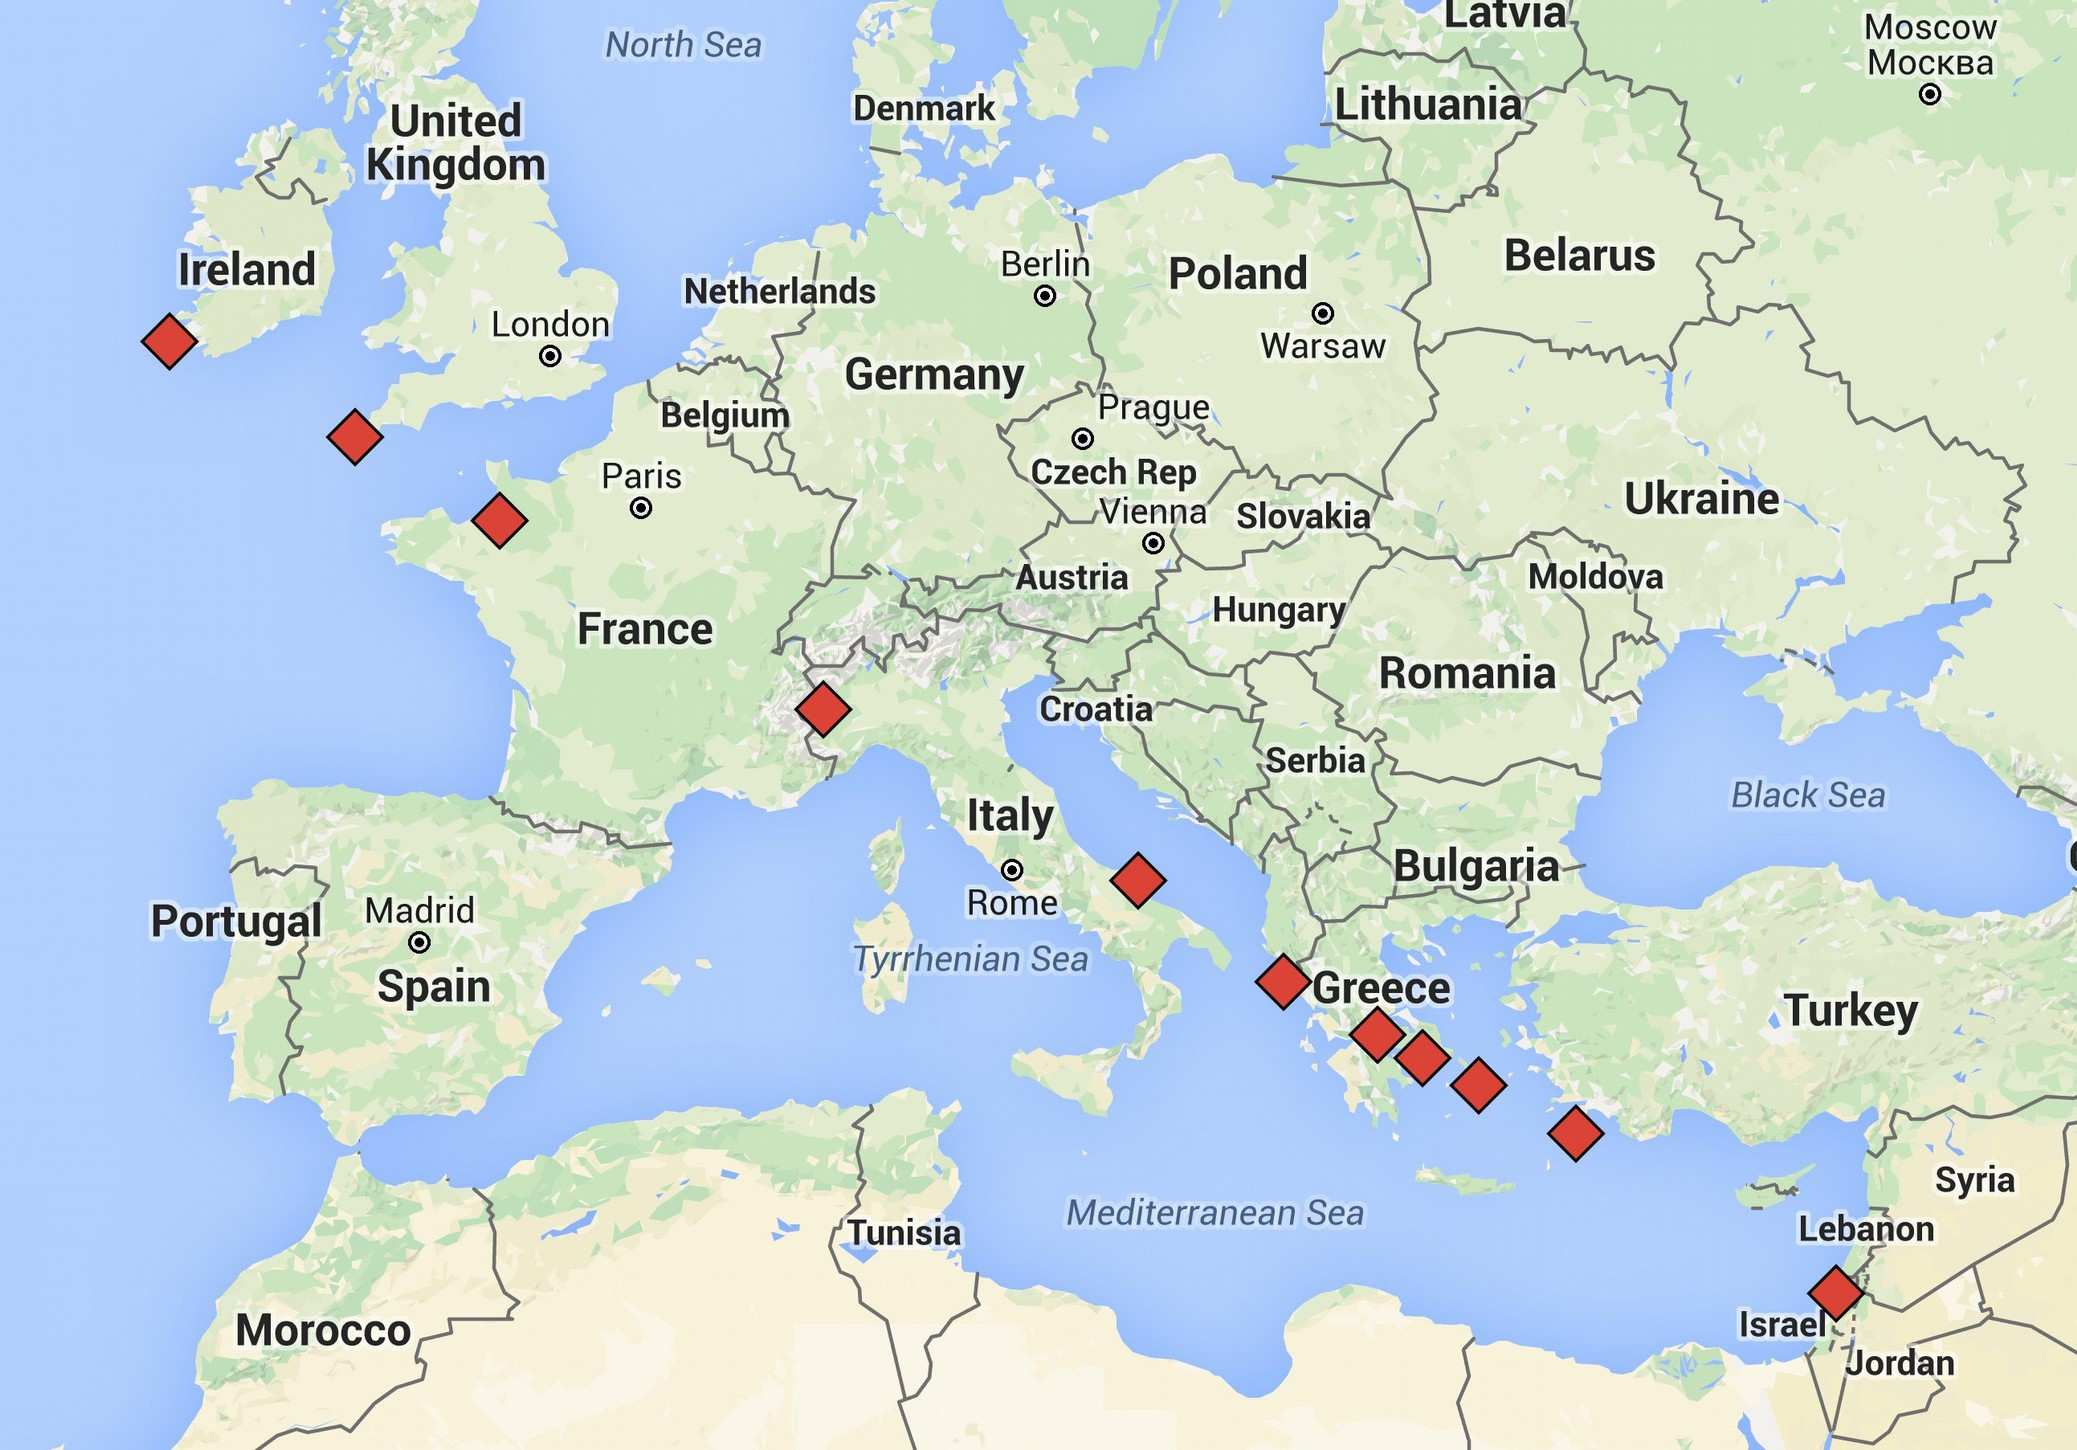 Latvia
Moscow
Москва
North Sea
Denmark
Lithuania
United
Kingdom
Ireland
Netherlands
Berlin
Poland
Belarus
London
Warsaw
Germany
Belgium
Prague
Paris
Czech Rep
Vienna
Slovakia
Ukraine
Austria
Moldova
Hungary
France
Romania
Croatia
Serbia
Black Sea
Italy
Bulgaria
Rome
Portugal
Madrid
Tyrrhenian Sea
Spain
Greece
Turkey
Syria
Mediterranean Sea
Tunisia
Lebanon
Morocco
Israel
Jordan